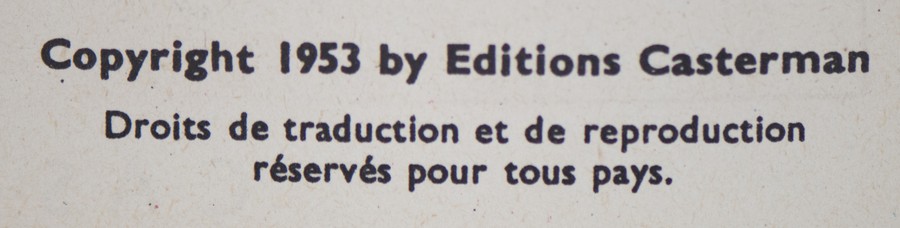 Copyright 1953 by Editions Casterman
Droits de traduction et de reproduction
réservés pour tous pays.